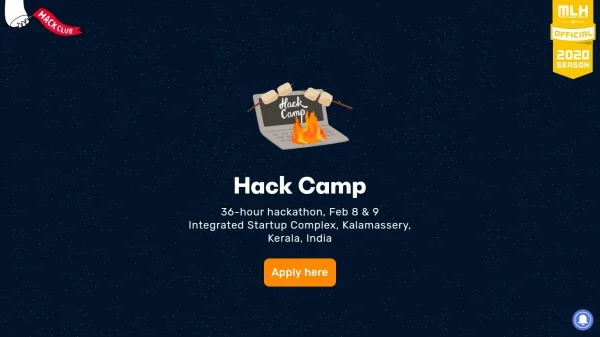 HACK CLUB
MLH
OFFICIAL
2020
SEASON
Hack
Camp
Hack Camp
36-hour hackathon, Feb 8 & 9
Integrated Startup Complex, Kalamassery,
Kerala, India
Apply here